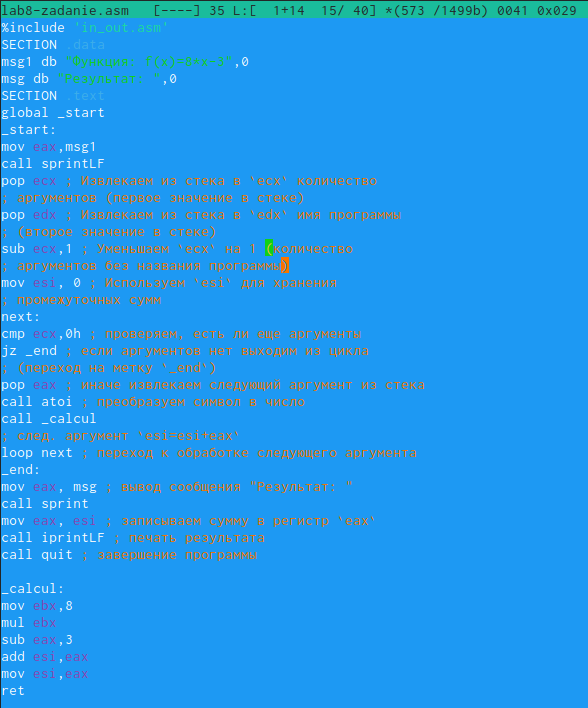 lab8-zadanie.asm   [----] 35 L:[  1+14  15/ 40] *(573 /1499b) 0041 0x029
%include 'in_out.asm'
SECTION .data
msg1 db "Функция: f(x)=8*x-3",0
msg db "Результат: ",0
SECTION .text
global _start
_start:
mov eax,msg1
call sprintLF
pop ecx ; Извлекаем из стека в `ecx` количество
; аргументов (первое значение в стеке)
pop edx ; Извлекаем из стека в `edx` имя программы
; (второе значение в стеке)
sub ecx,1 ; Уменьшаем `ecx` на 1 (количество
; аргументов без названия программы)
mov esi, 0 ; Используем `esi` для хранения
; промежуточных сумм
next:
cmp ecx,0h ; проверяем, есть ли еще аргументы
jz _end ; если аргументов нет выходим из цикла
; (переход на метку `_end`)
pop eax ; иначе извлекаем следующий аргумент из стека
call atoi ; преобразуем символ в число
call _calcul
; след. аргумент `esi=esi+eax`
loop next ; переход к обработке следующего аргумента
_end:
mov eax, msg ; вывод сообщения "Результат: "
call sprint
mov eax, esi ; записываем сумму в регистр `eax`
call iprintLF ; печать результата
call quit ; завершение программы
_calcul:
mov ebx,8
mul ebx
sub eax,3
add esi,eax
mov esi,eax
ret